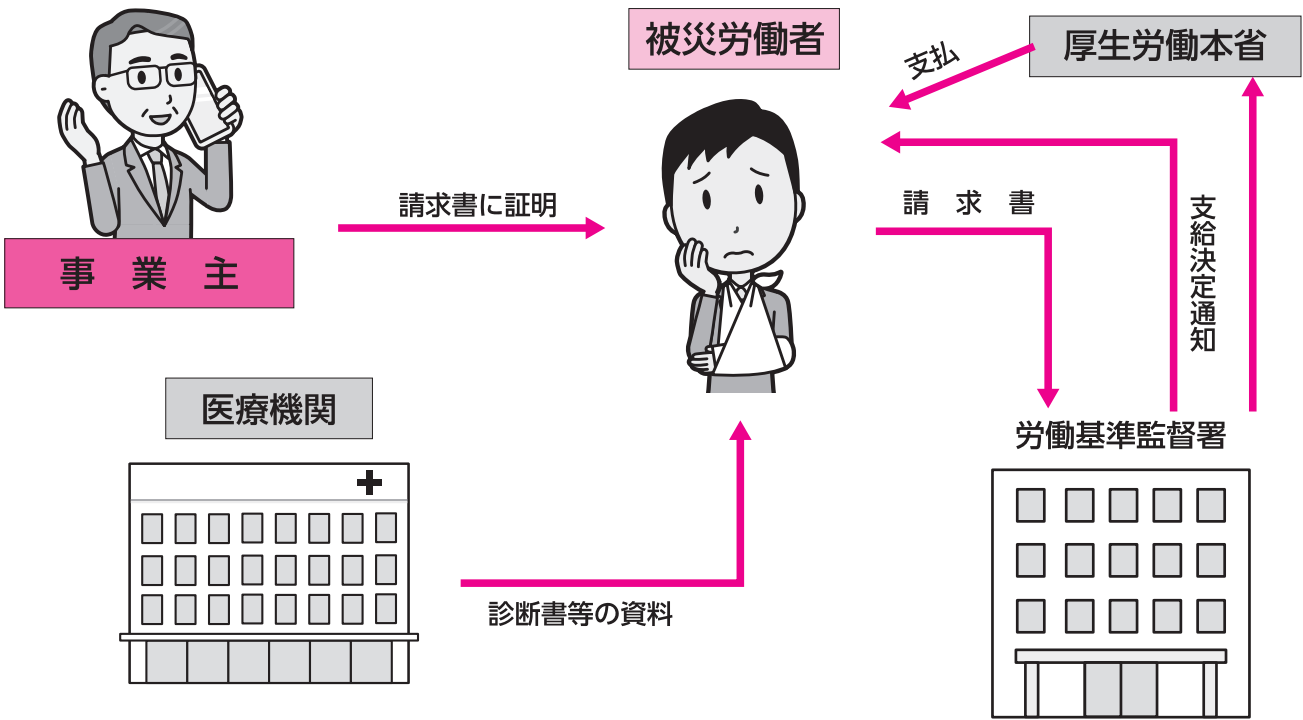 被災労働者
厚生労働本省
支払
請求書に証明
請 求 書
支給決定通知
事 業 主
医療機関
労働基準監督署
診断書等の資料